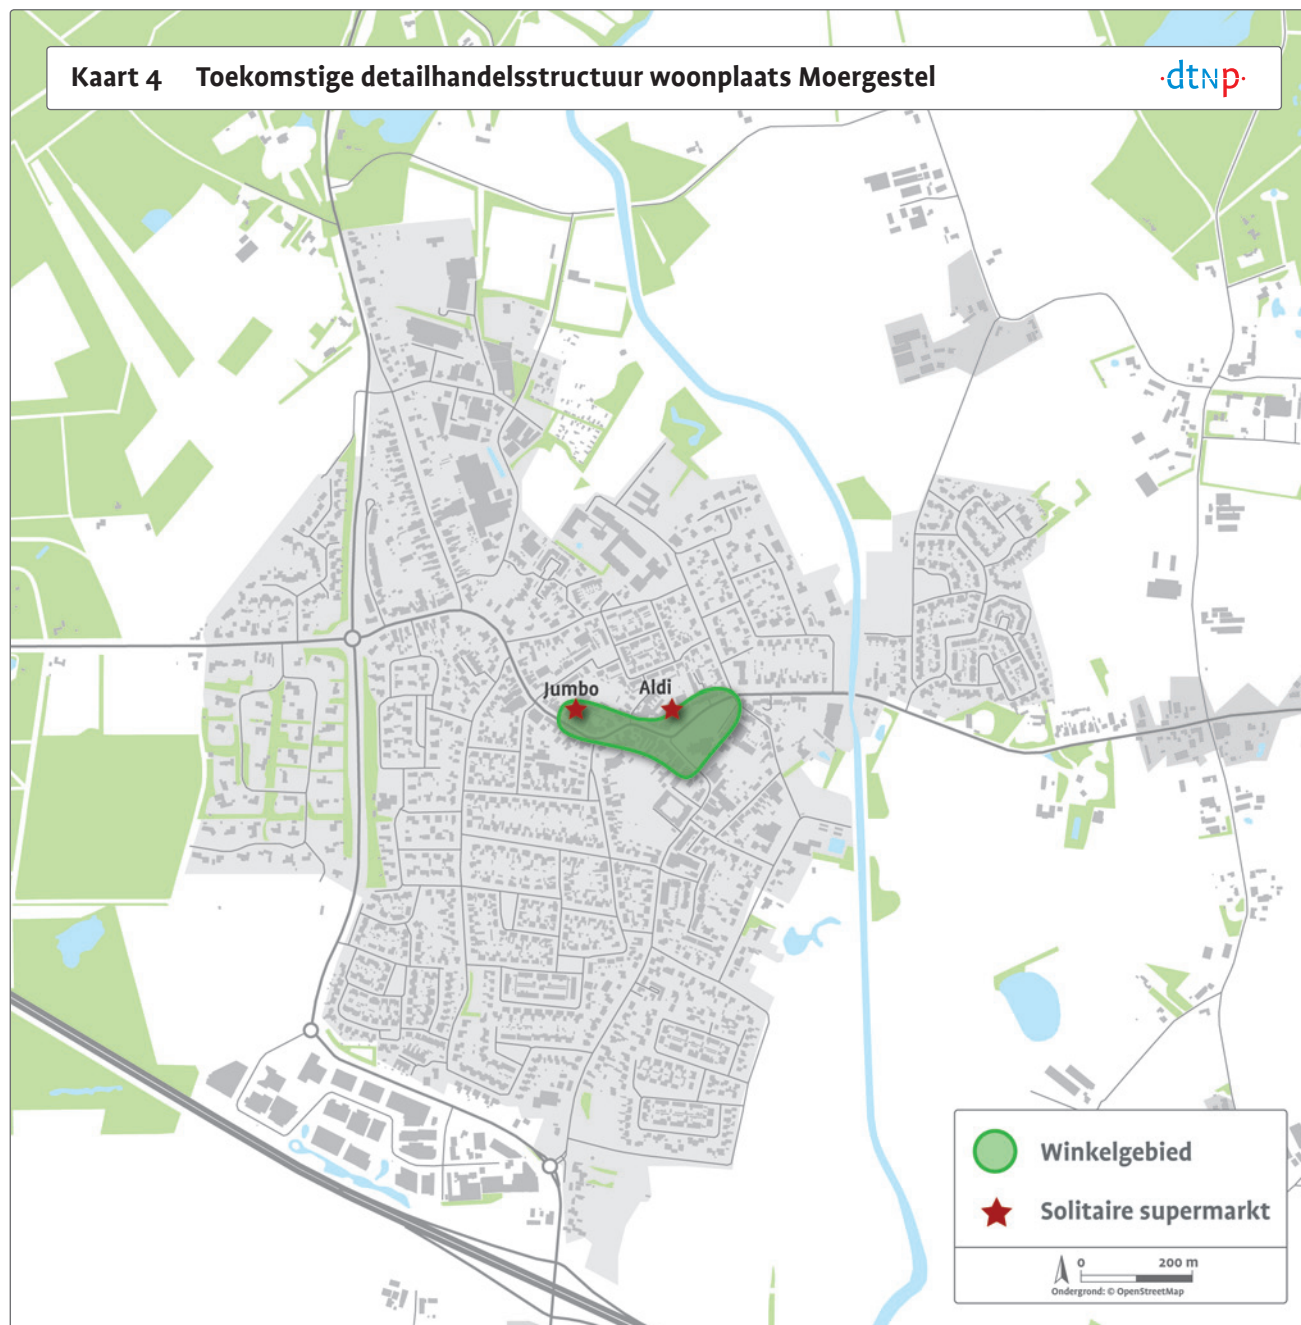 Kaart 4 Toekomstige detailhandelsstructuur woonplaats Moergestel
·dtNp·
Jumbo
Aldi
Winkelgebied
Solitaire supermarkt
0 200 m
Ondergrond: © OpenStreetMap